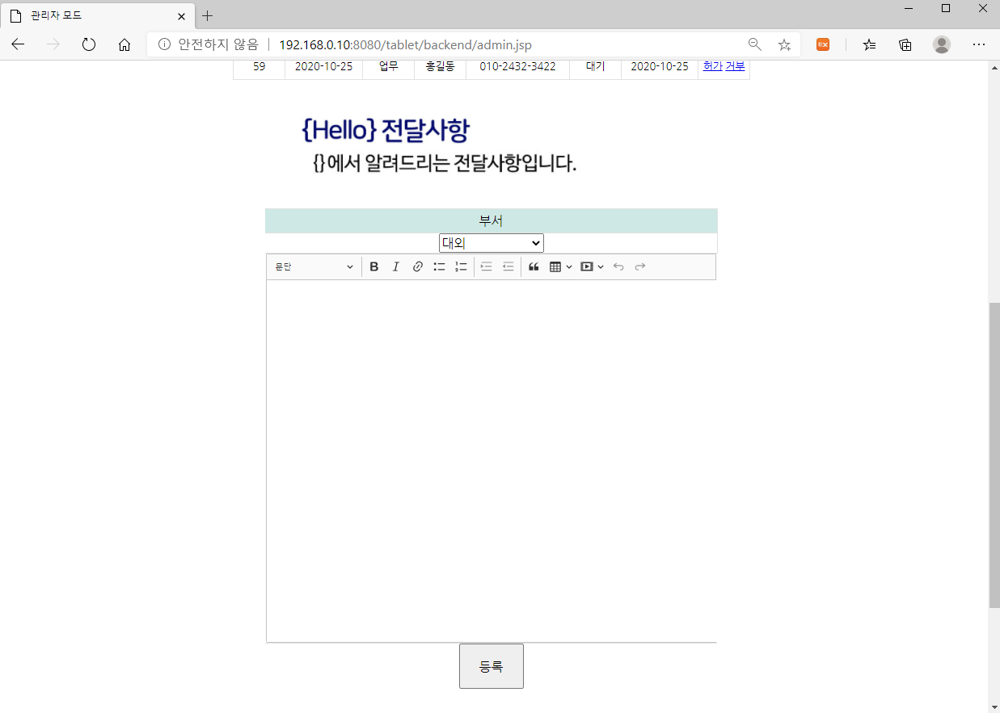 관리자 모드
안전하지 않음 | 192.168.0.10:8080/tablet/backend/admin.jsp
59 2020-10-25 업무 홍길동 010-2432-3422 대기 2020-10-25 허가 거부
{Hello} 전달사항
{}에서 알려드리는 전달사항입니다.
부서
대외
문단
등록